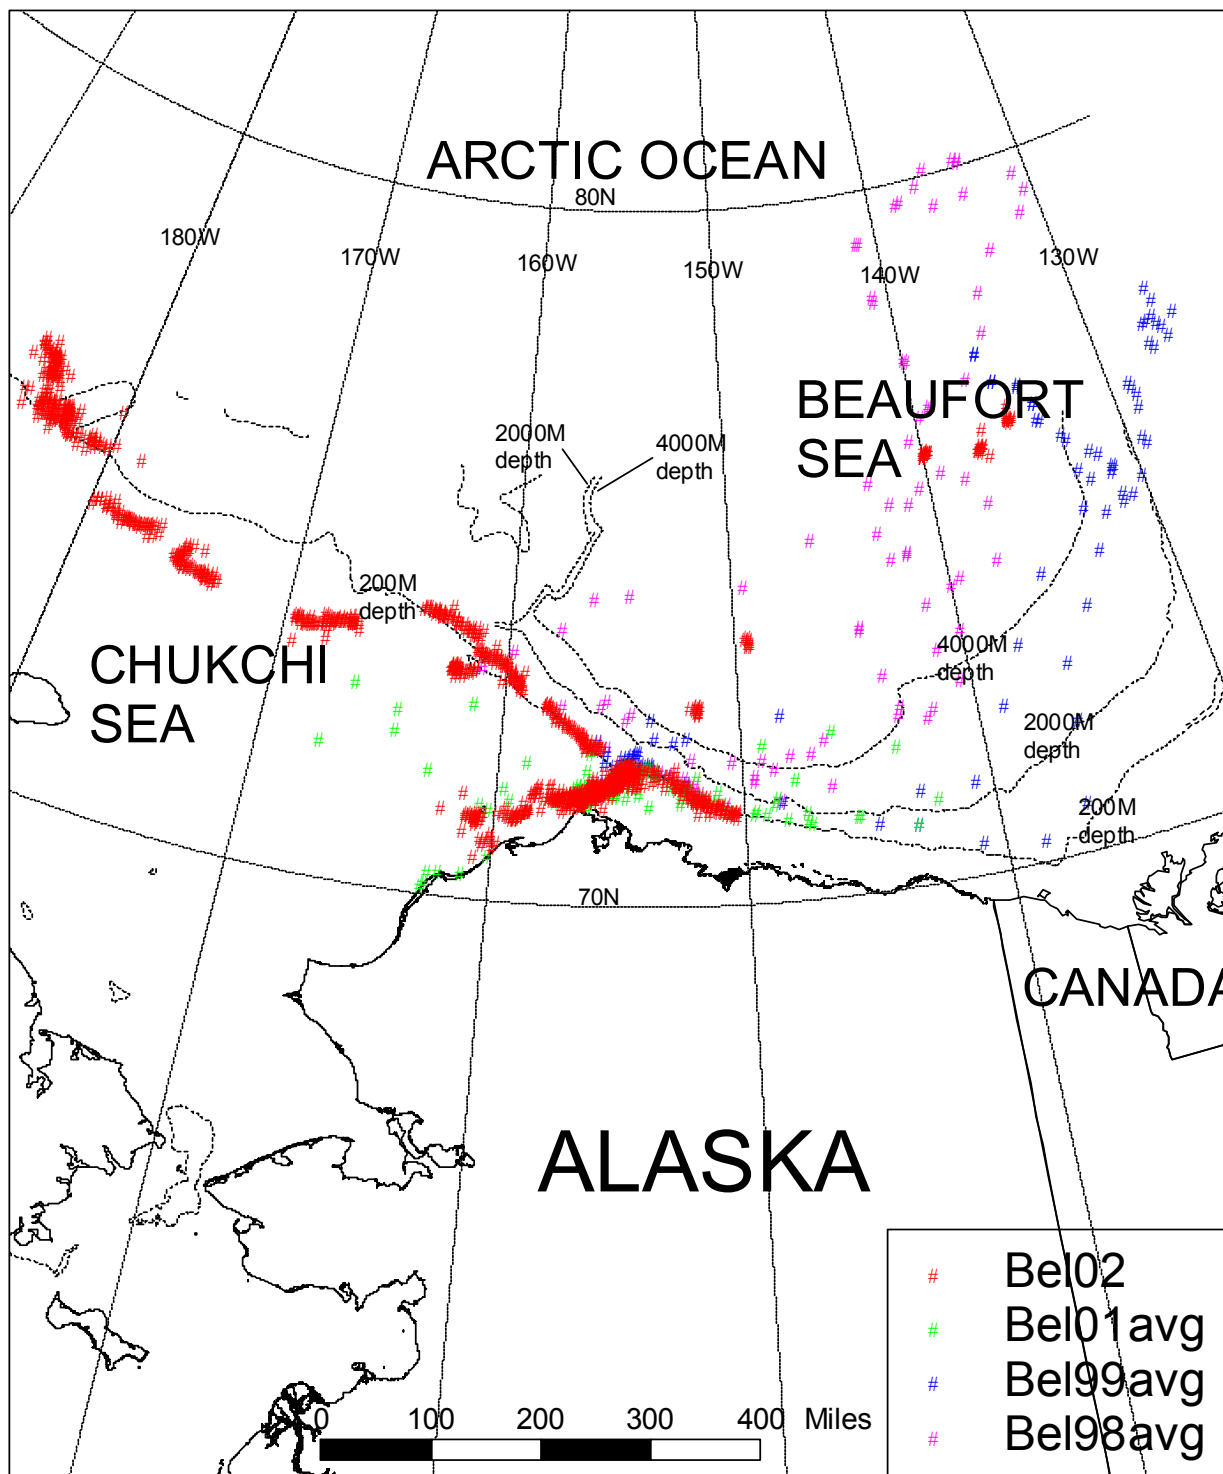 ARCTIC OCEAN
80N
180W
170W
160W
150W
140W
130W
BEAUFORT
SEA
2000M
depth
4000M
depth
200M
depth
CHUKCHI
SEA
4000M
depth
2000M
depth
200M
depth
70N
CANADA
ALASKA
# Bel02
# Bel01avg
# Bel99avg
# Bel98avg
0 100 200 300 400 Miles